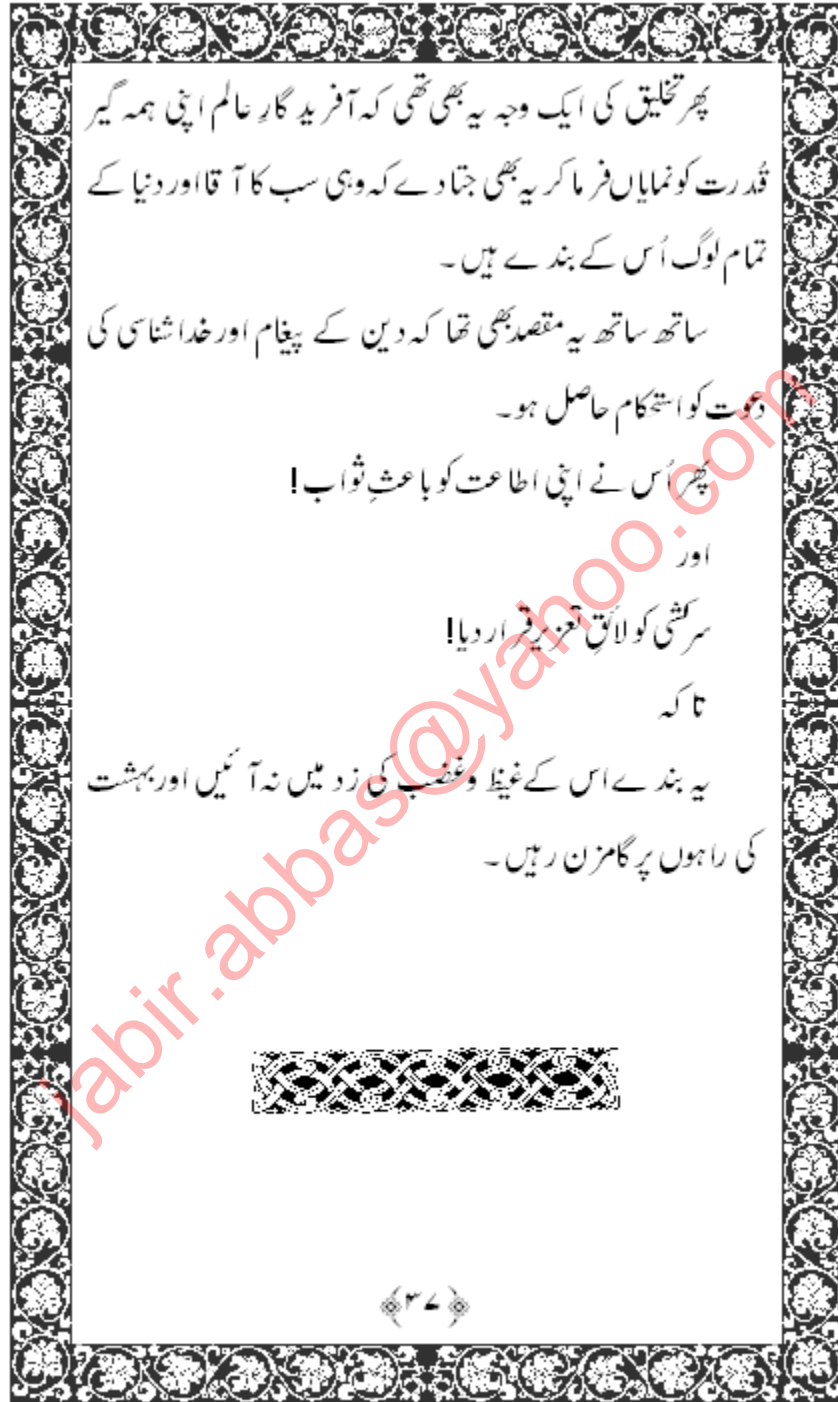 پھر تخلیق کی ایک وجہ یہ بھی تھی کہ آفرید گارِ عالم اپنی ہمہ گیر
قُدرت کو نمایاں فرما کر یہ بھی جتا دے کہ وہی سب کا آقا اور دنیا کے
تمام لوگ اُس کے بندے ہیں۔
ساتھ ساتھ یہ مقصد بھی تھا کہ دین کے پیغام اور خدا شناسی کی
دعوت کو استحکام حاصل ہو۔
پھر اُس نے اپنی اطاعت کو باعثِ ثواب!
اور
سرکشی کو لائقِ تعزیر قرار دیا!
تا کہ
یہ بندے اس کے غیظ وغضب کی زد میں نہ آئیں اور بہشت
کی راہوں پر گامزن رہیں۔
jabir.abbas@yahoo.com
﴿۳۷﴾